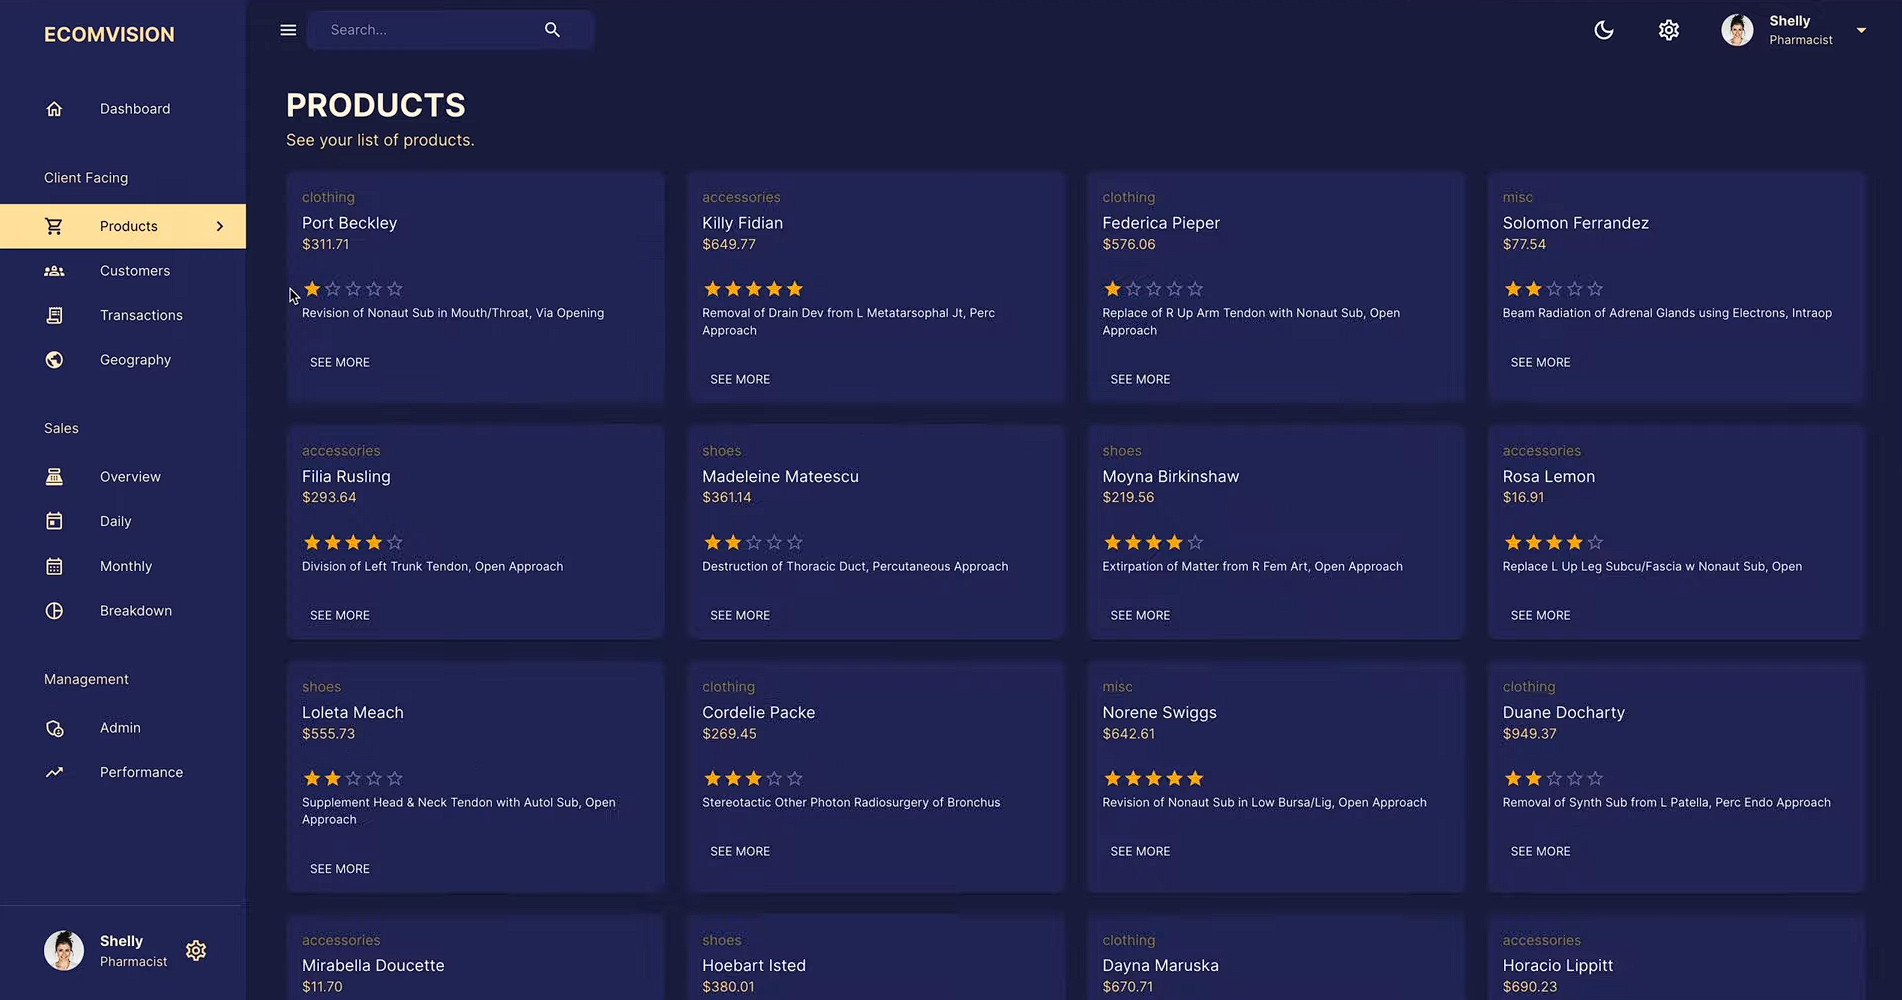 ECOMVISION
Search...
Shelly
Pharmacist
Dashboard
Client Facing
Products
Customers
Transactions
Geography
Sales
Overview
Daily
Monthly
Breakdown
Management
Admin
Performance
Shelly
Pharmacist
PRODUCTS
See your list of products.
clothing
Port Beckley
$311.71
Revision of Nonaut Sub in Mouth/Throat, Via Opening
SEE MORE
accessories
Killy Fidian
$649.77
Removal of Drain Dev from L Metatarsophal Jt, Perc
Approach
SEE MORE
clothing
Federica Pieper
$576.06
Replace of R Up Arm Tendon with Nonaut Sub, Open
Approach
SEE MORE
misc
Solomon Ferrandez
$77.54
Beam Radiation of Adrenal Glands using Electrons, Intraop
SEE MORE
accessories
Filia Rusling
$293.64
Division of Left Trunk Tendon, Open Approach
SEE MORE
shoes
Madeleine Mateescu
$361.14
Destruction of Thoracic Duct, Percutaneous Approach
SEE MORE
shoes
Moyna Birkinshaw
$219.56
Extirpation of Matter from R Fem Art, Open Approach
SEE MORE
accessories
Rosa Lemon
$16.91
Replace L Up Leg Subcu/Fascia w Nonaut Sub, Open
SEE MORE
shoes
Loleta Meach
$555.73
Supplement Head & Neck Tendon with Autol Sub, Open
Approach
SEE MORE
clothing
Cordelie Packe
$269.45
Stereotactic Other Photon Radiosurgery of Bronchus
SEE MORE
misc
Norene Swiggs
$642.61
Revision of Nonaut Sub in Low Bursa/Lig, Open Approach
SEE MORE
clothing
Duane Docharty
$949.37
Removal of Synth Sub from L Patella, Perc Endo Approach
SEE MORE
accessories
Mirabella Doucette
$11.70
shoes
Hoebart Isted
$380.01
clothing
Dayna Maruska
$670.71
accessories
Horacio Lippitt
$690.23